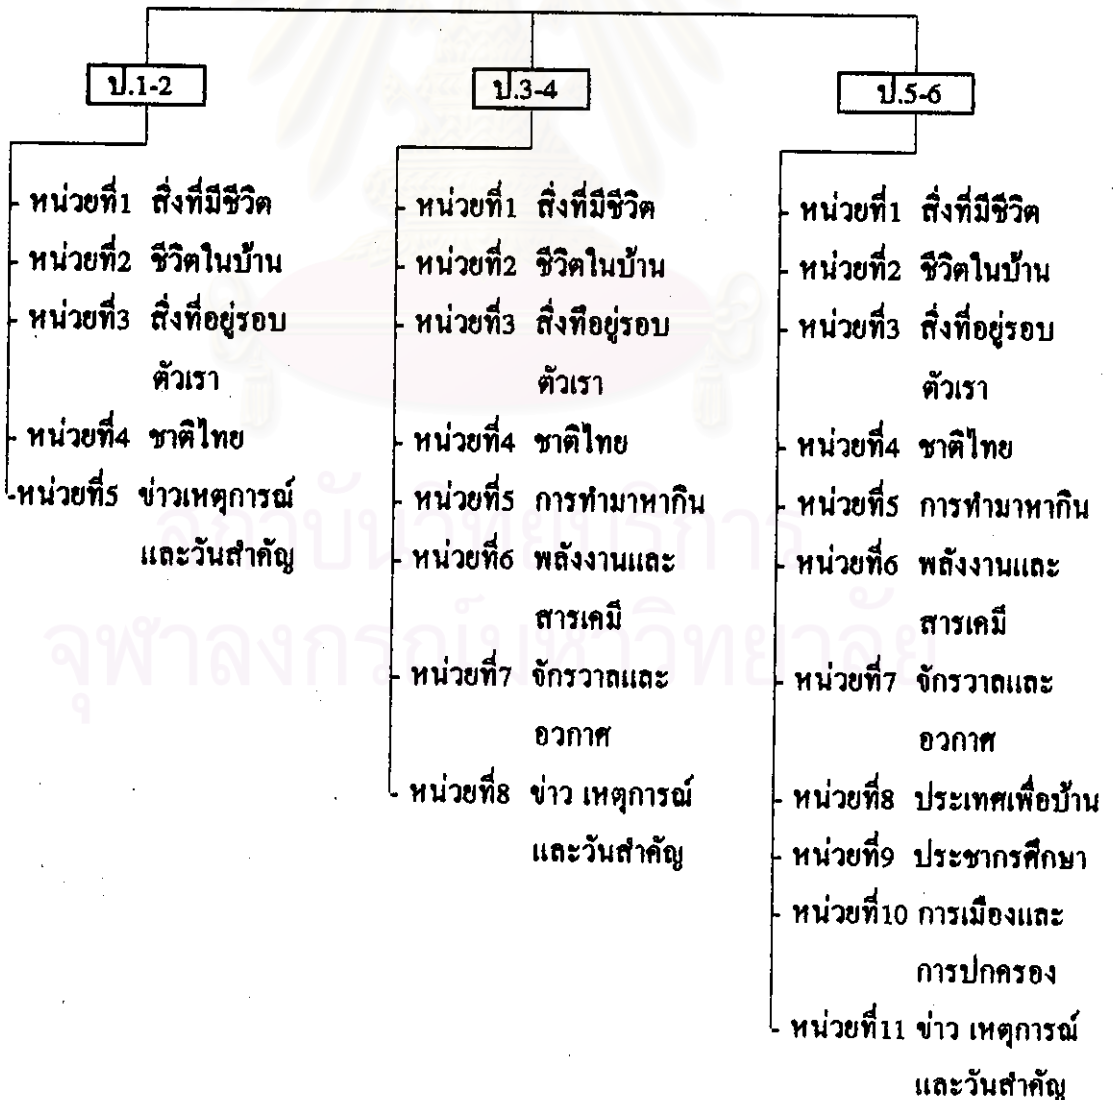 ป.1-2
หน่วยที่1 สิ่งที่มีชีวิต
หน่วยที่2 ชีวิตในบ้าน
หน่วยที่3 สิ่งที่อยู่รอบ
ตัวเรา
หน่วยที่4 ชาติไทย
หน่วยที่5 ข่าวเหตุการณ์
และวันสำคัญ
ป.3-4
หน่วยที่1 สิ่งที่มีชีวิต
หน่วยที่2 ชีวิตในบ้าน
หน่วยที่3 สิ่งที่อยู่รอบ
ตัวเรา
หน่วยที่4 ชาติไทย
หน่วยที่5 การทำมาหากิน
หน่วยที่6 พลังงานและ
สารเคมี
หน่วยที่7 จักรวาลและ
อวกาศ
หน่วยที่8 ข่าว เหตุการณ์
และวันสำคัญ
ป.5-6
หน่วยที่1 สิ่งที่มีชีวิต
หน่วยที่2 ชีวิตในบ้าน
หน่วยที่3 สิ่งที่อยู่รอบ
ตัวเรา
หน่วยที่4 ชาติไทย
หน่วยที่5 การทำมาหากิน
หน่วยที่6 พลังงานและ
สารเคมี
หน่วยที่7 จักรวาลและ
อวกาศ
หน่วยที่8 ประเทศเพื่อบ้าน
หน่วยที่9 ประชากรศึกษา
หน่วยที่10 การเมืองและ
การปกครอง
หน่วยที่11 ข่าว เหตุการณ์
และวันสำคัญ
สถาบันวิทยบริการ
จุฬาลงกรณ์มหาวิทยาลัย